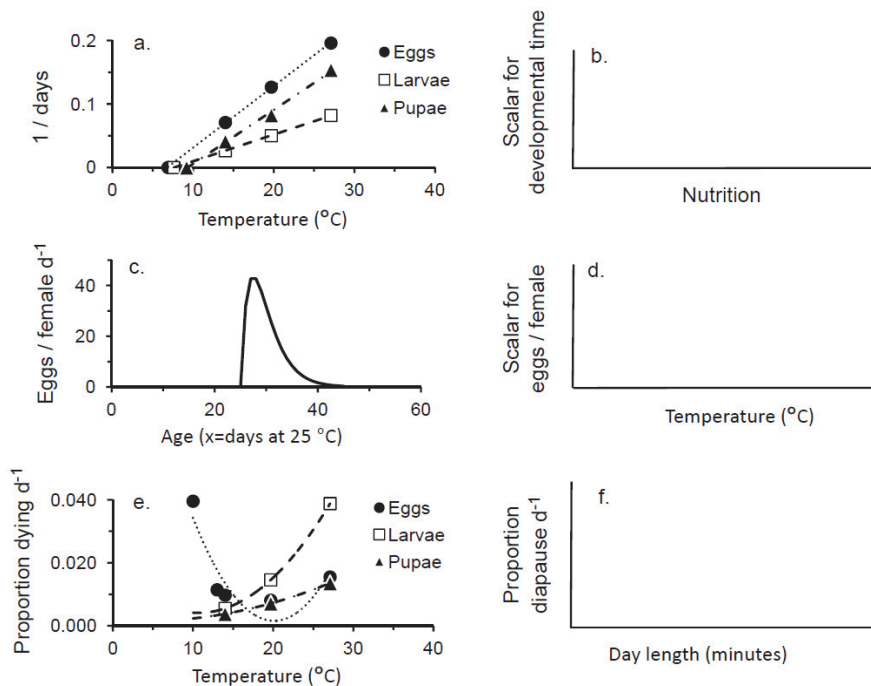 a.
0.2
0.1
0
1 / days
Eggs
Larvae
Pupae
0 10 20 30 40
Temperature (°C)
b.
Scalar for
developmental time
Nutrition
c.
40
20
0
Eggs / female d⁻¹
0 20 40 60
Age (x=days at 25 °C)
d.
Scalar for
eggs / female
Temperature (°C)
e.
0.040
0.020
0.000
Proportion dying d⁻¹
Eggs
Larvae
Pupae
0 10 20 30 40
Temperature (°C)
f.
Proportion
diapause d⁻¹
Day length (minutes)